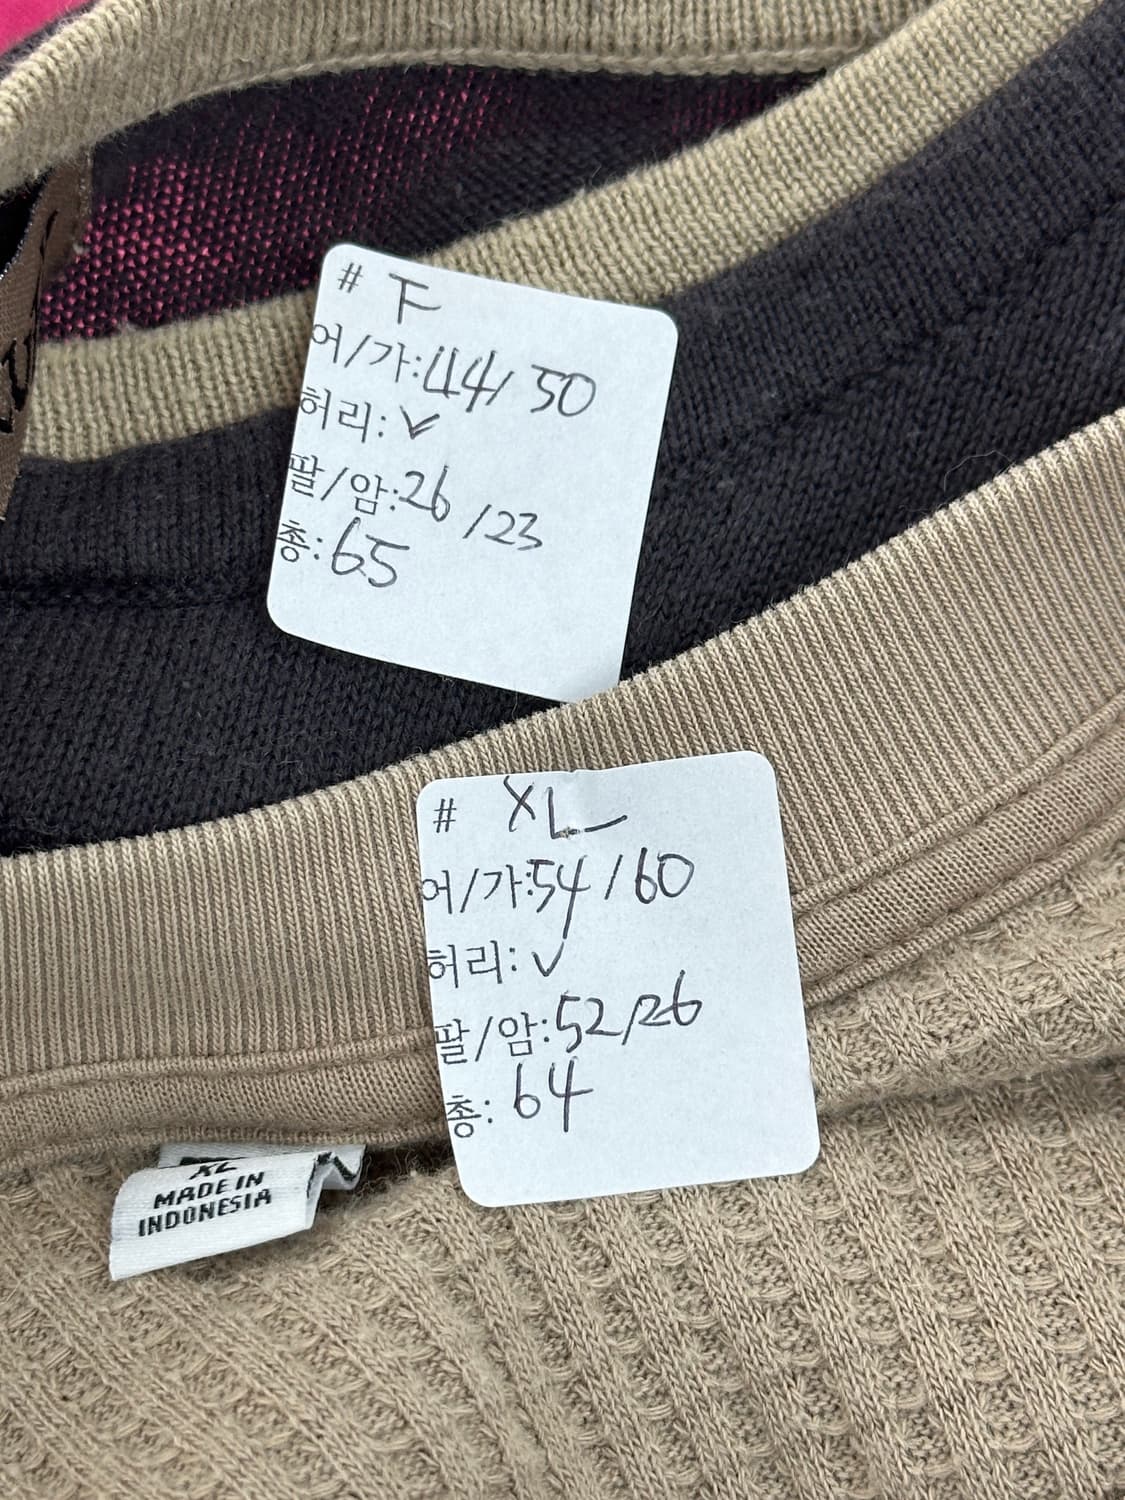 # F
어/가:44/ 50
허리: ✓
팔/암:26 /23
총:65
# XL
어/가:54/60
허리: ✓
팔/암:52/26
총: 64
XL
MADE IN
INDONESIA